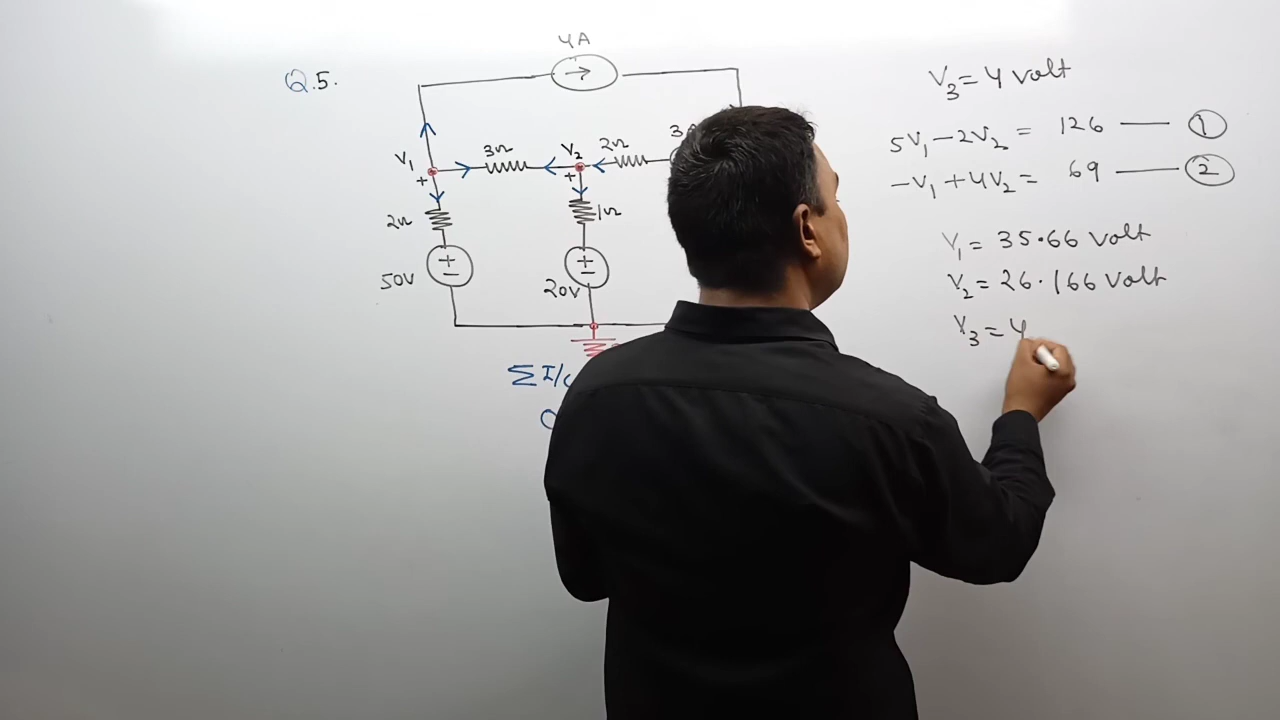 Q.5.
4A
V1
+
3Ω
V2
+
2Ω
3A
2Ω
1Ω
50V
+
−
20V
+
−
Σ I/c
V3 = 4 volt
5V1 − 2V2 = 126 —— 1
−V1 + 4V2 = 69 —— 2
V1 = 35.66 volt
V2 = 26.166 volt
V3 = 4